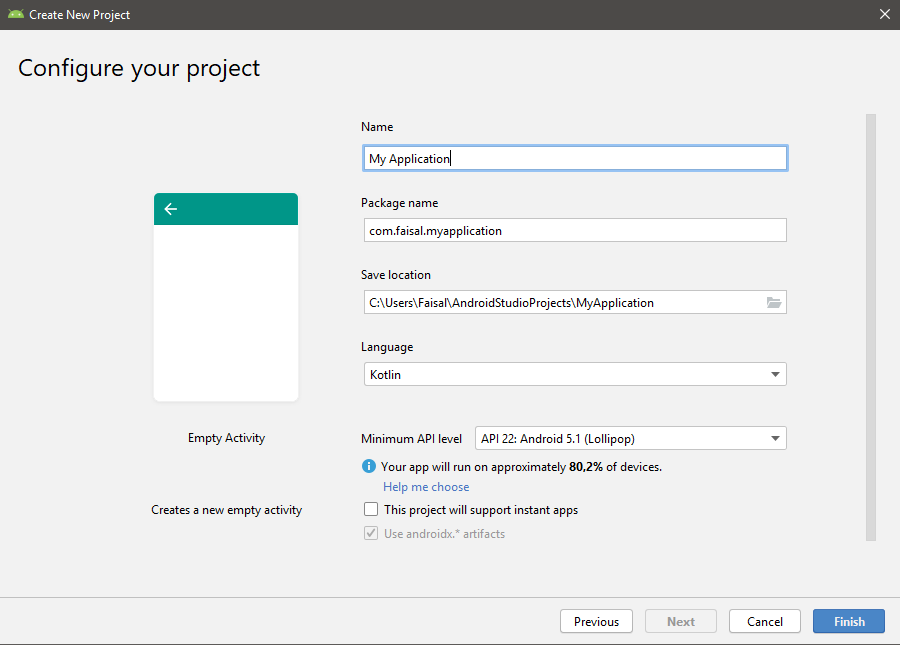 Create New Project
Configure your project
Name
My Application
Package name
com.faisal.myapplication
Save location
C:\Users\Faisal\AndroidStudioProjects\MyApplication
Language
Kotlin
Empty Activity
Minimum API level API 22: Android 5.1 (Lollipop)
Your app will run on approximately 80,2% of devices.
Help me choose
Creates a new empty activity
This project will support instant apps
Use androidx.* artifacts
Previous Next Cancel Finish